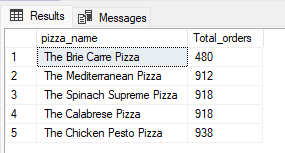 Results Messages
pizza_name Total_orders
1 The Brie Carre Pizza 480
2 The Mediterranean Pizza 912
3 The Spinach Supreme Pizza 918
4 The Calabrese Pizza 918
5 The Chicken Pesto Pizza 938